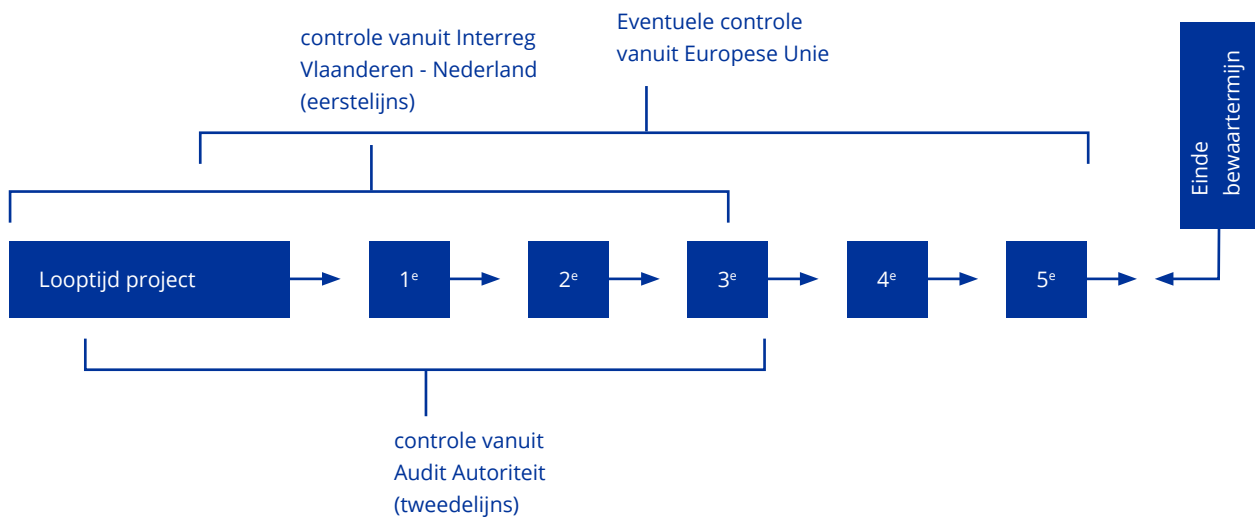 controle vanuit Interreg
Vlaanderen - Nederland
(eerstelijns)
Eventuele controle
vanuit Europese Unie
Einde
bewaartermijn
Looptijd project
1e
2e
3e
4e
5e
controle vanuit
Audit Autoriteit
(tweedelijns)